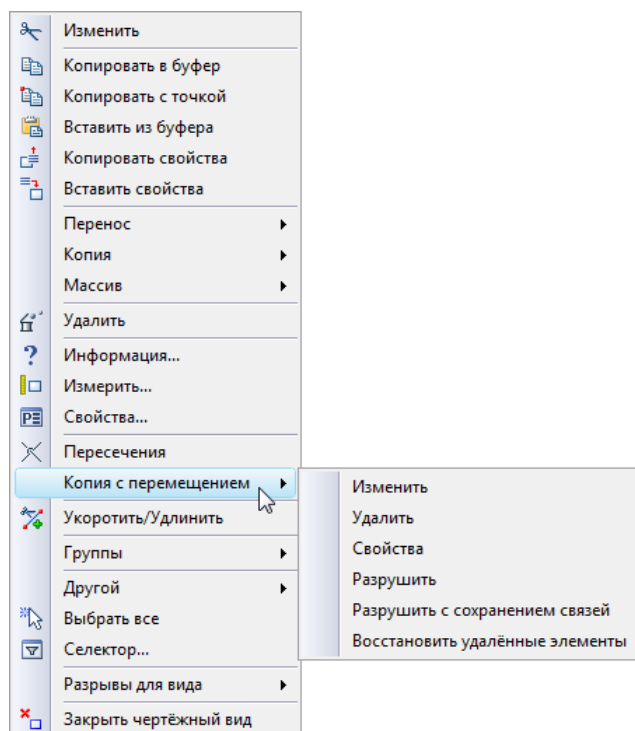 Изменить
Копировать в буфер
Копировать с точкой
Вставить из буфера
Копировать свойства
Вставить свойства
Перенос
Копия
Массив
Удалить
Информация...
Измерить...
Свойства...
Пересечения
Копия с перемещением
Укоротить/Удлинить
Группы
Другой
Выбрать все
Селектор...
Разрывы для вида
Закрыть чертёжный вид
Изменить
Удалить
Свойства
Разрушить
Разрушить с сохранением связей
Восстановить удалённые элементы